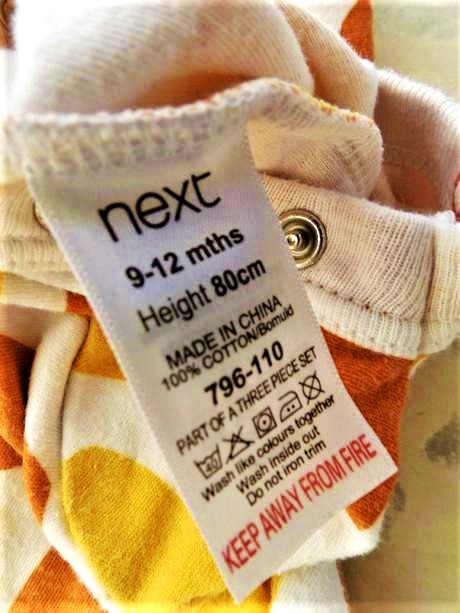 next
9-12 mths
Height 80cm
MADE IN CHINA
100% COTTON/Bomuld
796-110
PART OF A THREE PIECE SET
40
Wash like colours together
Wash inside out
Do not iron trim
KEEP AWAY FROM FIRE